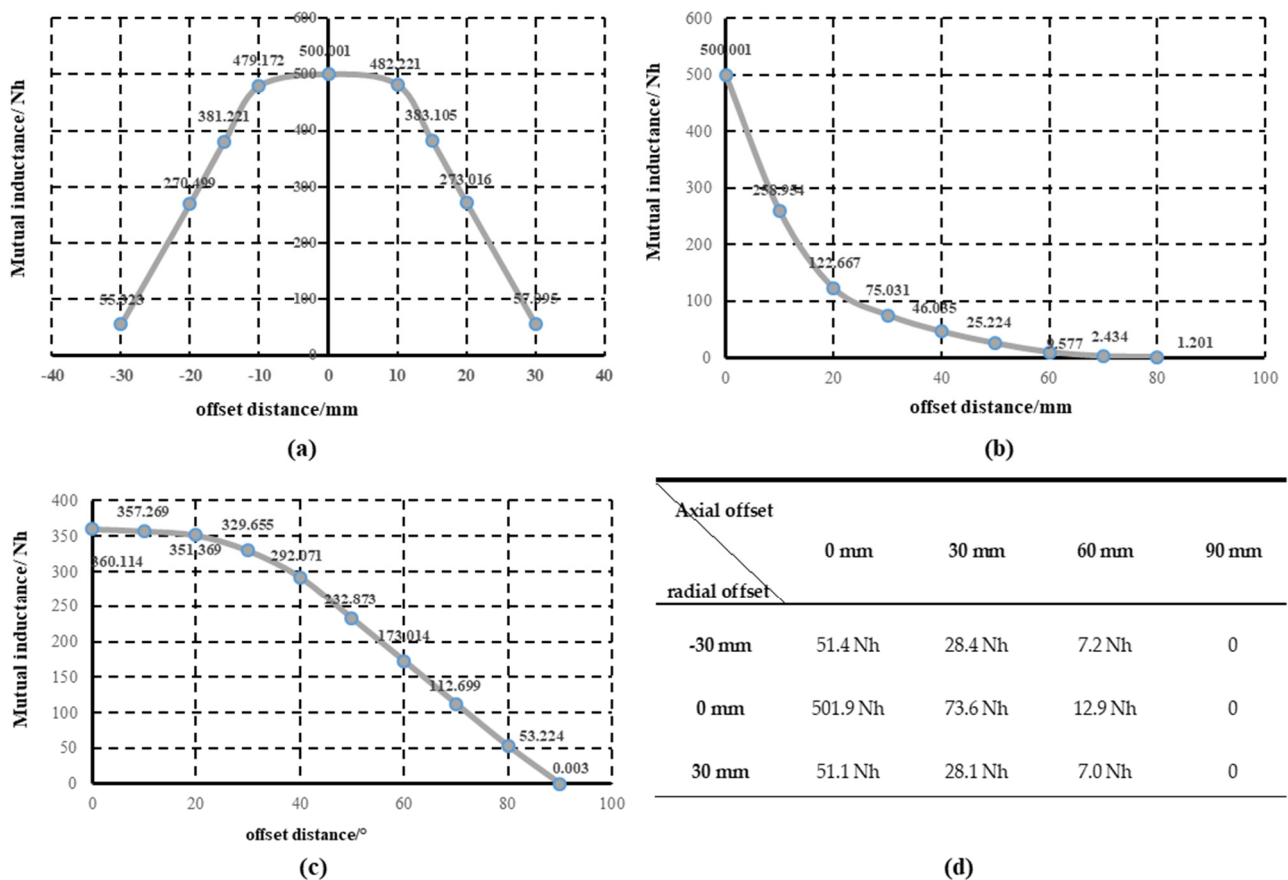 600
500
400
300
200
100
0
-40 -30 -20 -10 0 10 20 30 40
55.323
270.499
381.221
479.172
500.001
482.221
383.105
273.016
Mutual inductance/ Nh
offset distance/mm
(a)
600
500
400
300
200
100
0
0 20 40 60 80 100
500.001
258.954
122.667
75.031
25.224
2.434
1.201
Mutual inductance/ Nh
offset distance/mm
(b)
400
350
300
250
200
150
100
50
0
0 20 40 60 80 100
360.114
357.269
351.369
329.655
292.071
232.873
173.014
112.699
53.224
0.003
Mutual inductance/ Nh
offset distance/°
(c)
Axial offset
radial offset
0 mm 30 mm 60 mm 90 mm
-30 mm 51.4 Nh 28.4 Nh 7.2 Nh 0
0 mm 501.9 Nh 73.6 Nh 12.9 Nh 0
30 mm 51.1 Nh 28.1 Nh 7.0 Nh 0
(d)